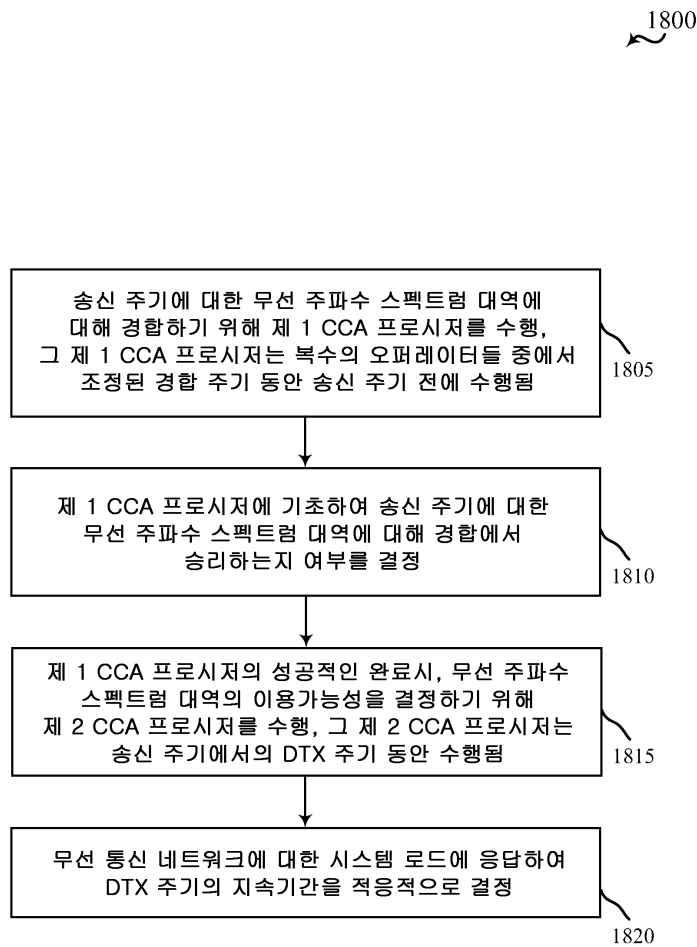 1800
송신 주기에 대한 무선 주파수 스펙트럼 대역에
대해 경합하기 위해 제 1 CCA 프로시저를 수행,
그 제 1 CCA 프로시저는 복수의 오퍼레이터들 중에서
조정된 경합 주기 동안 송신 주기 전에 수행됨
1805
제 1 CCA 프로시저에 기초하여 송신 주기에 대한
무선 주파수 스펙트럼 대역에 대해 경합에서
승리하는지 여부를 결정
1810
제 1 CCA 프로시저의 성공적인 완료시, 무선 주파수
스펙트럼 대역의 이용가능성을 결정하기 위해
제 2 CCA 프로시저를 수행, 그 제 2 CCA 프로시저는
송신 주기에서의 DTX 주기 동안 수행됨
1815
무선 통신 네트워크에 대한 시스템 로드에 응답하여
DTX 주기의 지속기간을 적응적으로 결정
1820